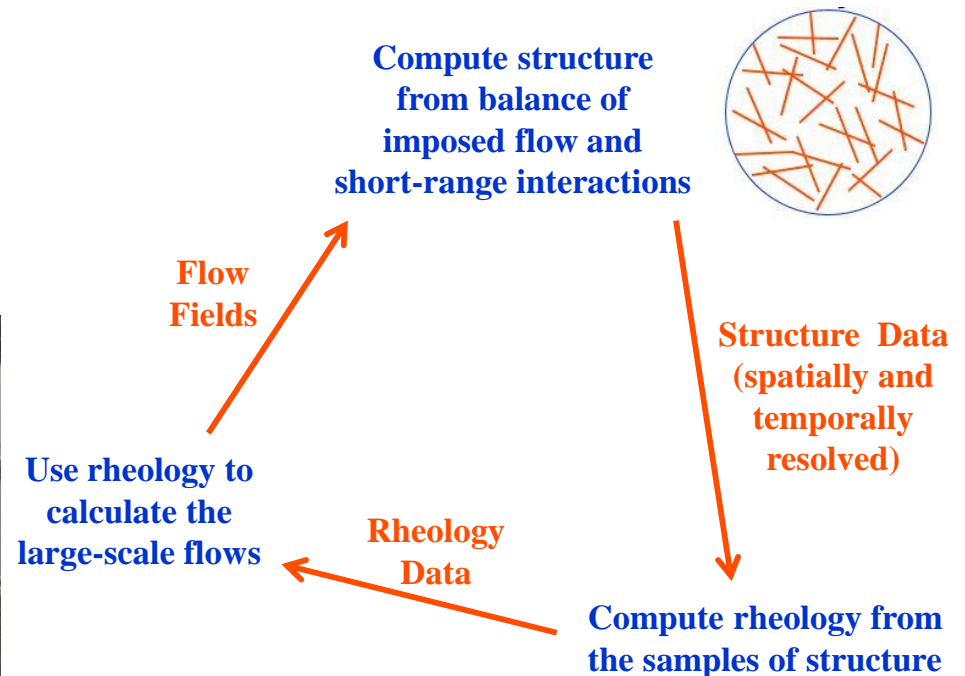 Compute structure
from balance of
imposed flow and
short-range interactions
Flow
Fields
Structure Data
(spatially and
temporally
resolved)
Use rheology to
calculate the
large-scale flows
Rheology
Data
Compute rheology from
the samples of structure